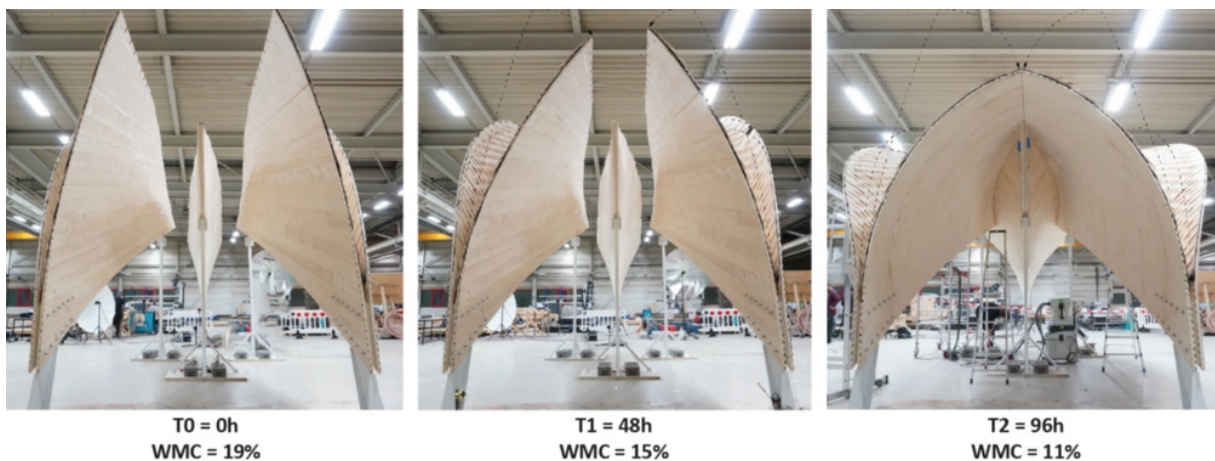 T0 = 0h
WMC = 19%
T1 = 48h
WMC = 15%
T2 = 96h
WMC = 11%